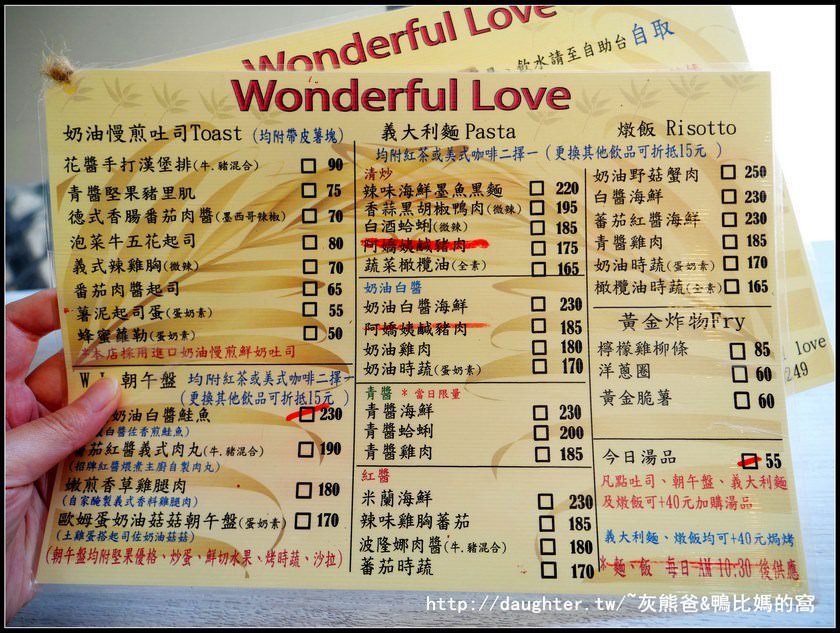 Wonderful Love
飲水請至自助台 自取
Wonderful Love
奶油慢煎吐司Toast (均附帶皮薯塊)
花醬手打漢堡排(牛.豬混合) 90
青醬堅果豬里肌 75
德式香腸番茄肉醬(墨西哥辣椒) 70
泡菜牛五花起司 80
義式辣雞胸(微辣) 70
番茄肉醬起司 65
薯泥起司蛋(蛋奶素) 55
蜂蜜蘿勒(蛋奶素) 50
本店採用進口奶油慢煎鮮奶吐司
朝午盤 均附紅茶或美式咖啡二擇一
(更換其他飲品可折抵15元 )
奶油白醬鮭魚 230
白醬佐香煎鮭魚)
番茄紅醬義式肉丸(牛.豬混合) 190
(招牌紅醬煨煮主廚自製肉丸)
嫩煎香草雞腿肉 180
(自家醃製義式香料雞腿肉)
歐姆蛋奶油菇菇朝午盤(蛋奶素) 170
(土雞蛋搭起司佐奶油菇菇)
(朝午盤均附堅果優格、炒蛋、鮮切水果、烤時蔬、沙拉)
義大利麵 Pasta
均附紅茶或美式咖啡二擇一 (更換其他飲品可折抵15元 )
清炒
辣味海鮮墨魚黑麵 220
香蒜黑胡椒鴨肉(微辣) 195
白酒蛤蜊(微辣) 185
阿嬌姨鹹豬肉 175
蔬菜橄欖油(全素) 165
奶油白醬
奶油白醬海鮮 230
阿嬌姨鹹豬肉 185
奶油雞肉 180
奶油時蔬(蛋奶素) 170
青醬 *當日限量
青醬海鮮 230
青醬蛤蜊 200
青醬雞肉 185
紅醬
米蘭海鮮 230
辣味雞胸番茄 185
波隆娜肉醬(牛.豬混合) 180
番茄時蔬 170
燉飯 Risotto
奶油野菇蟹肉 250
白醬海鮮 230
番茄紅醬海鮮 230
青醬雞肉 185
奶油時蔬(蛋奶素) 170
橄欖油時蔬(全素) 165
黃金炸物Fry
檸檬雞柳條 85
洋蔥圈 60
黃金脆薯 60
今日湯品 55
凡點吐司、朝午盤、義大利麵
及燉飯可+40元加購湯品
義大利麵、燉飯均可+40元焗烤
*麵、飯 每日 AM 10:30 後供應
love
249
http://daughter.tw/~灰熊爸&鴨比媽的窩